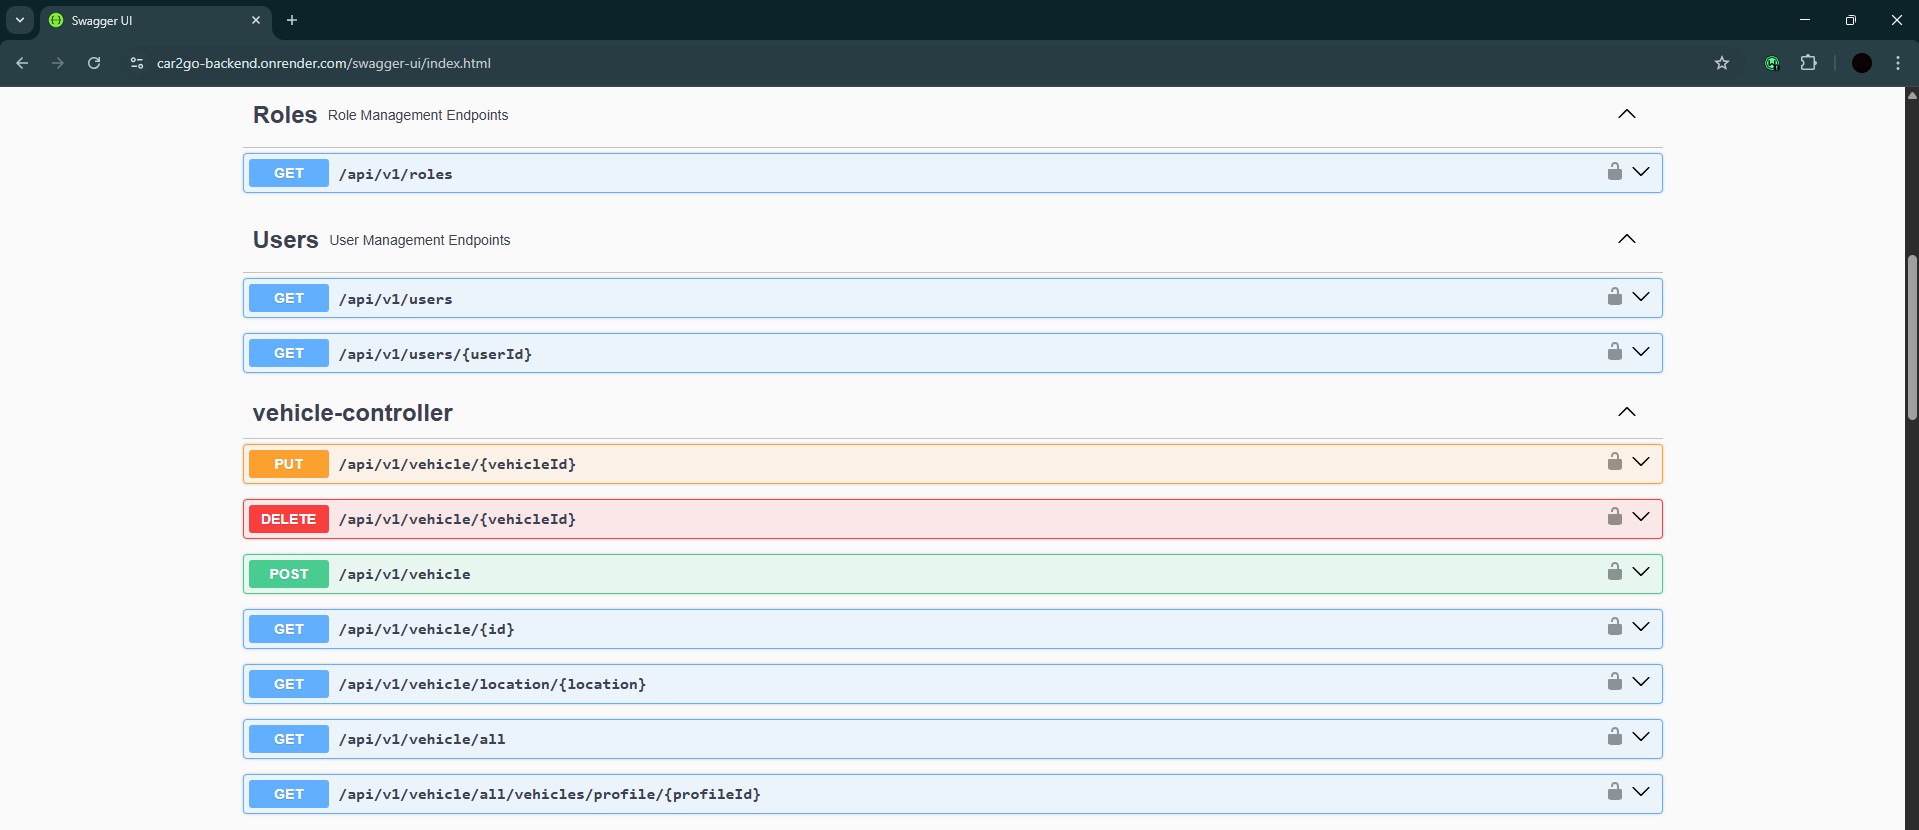 Swagger UI
car2go-backend.onrender.com/swagger-ui/index.html
Roles Role Management Endpoints
GET /api/v1/roles
Users User Management Endpoints
GET /api/v1/users
GET /api/v1/users/{userId}
vehicle-controller
PUT /api/v1/vehicle/{vehicleId}
DELETE /api/v1/vehicle/{vehicleId}
POST /api/v1/vehicle
GET /api/v1/vehicle/{id}
GET /api/v1/vehicle/location/{location}
GET /api/v1/vehicle/all
GET /api/v1/vehicle/all/vehicles/profile/{profileId}